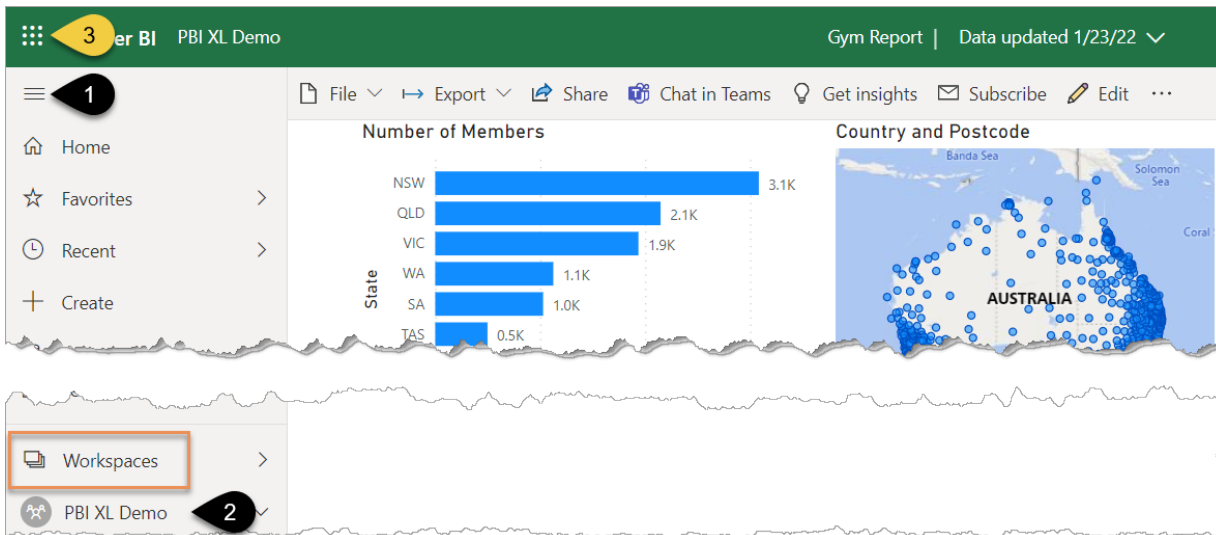 3 er BI PBI XL Demo Gym Report | Data updated 1/23/22
1 File Export Share Chat in Teams Get insights Subscribe Edit ...
Home
Favorites
Recent
Create
Number of Members
State
NSW 3.1K
QLD 2.1K
VIC 1.9K
WA 1.1K
SA 1.0K
TAS 0.5K
Country and Postcode
Banda Sea
Solomon
Sea
Coral
AUSTRALIA
Workspaces
PBI XL Demo 2